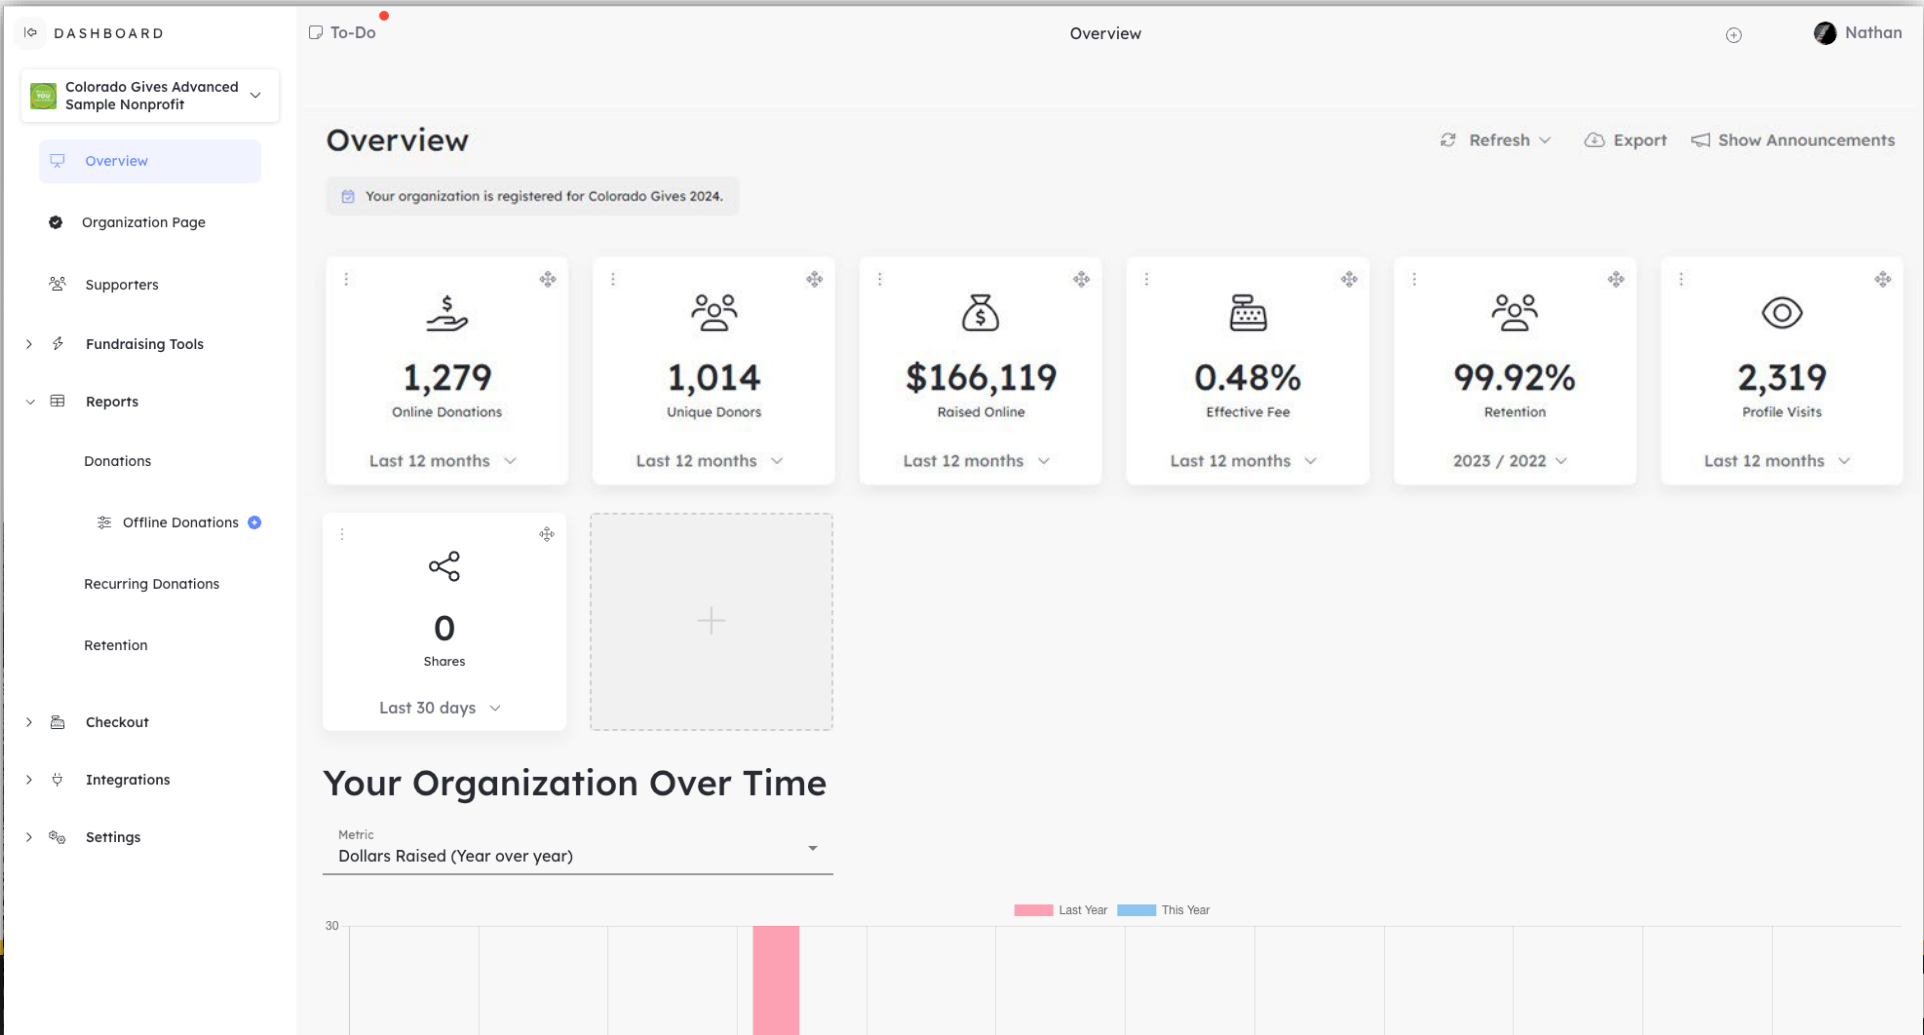 DASHBOARD
To-Do
Overview
Nathan
YOU
Colorado Gives Advanced
Sample Nonprofit
Overview
Organization Page
Supporters
Fundraising Tools
Reports
Donations
Offline Donations
Recurring Donations
Retention
Checkout
Integrations
Settings
Overview
Refresh
Export
Show Announcements
Your organization is registered for Colorado Gives 2024.
1,279
Online Donations
Last 12 months
1,014
Unique Donors
Last 12 months
$166,119
Raised Online
Last 12 months
0.48%
Effective Fee
Last 12 months
99.92%
Retention
2023 / 2022
2,319
Profile Visits
Last 12 months
0
Shares
Last 30 days
Your Organization Over Time
Metric
Dollars Raised (Year over year)
Last Year
This Year
30